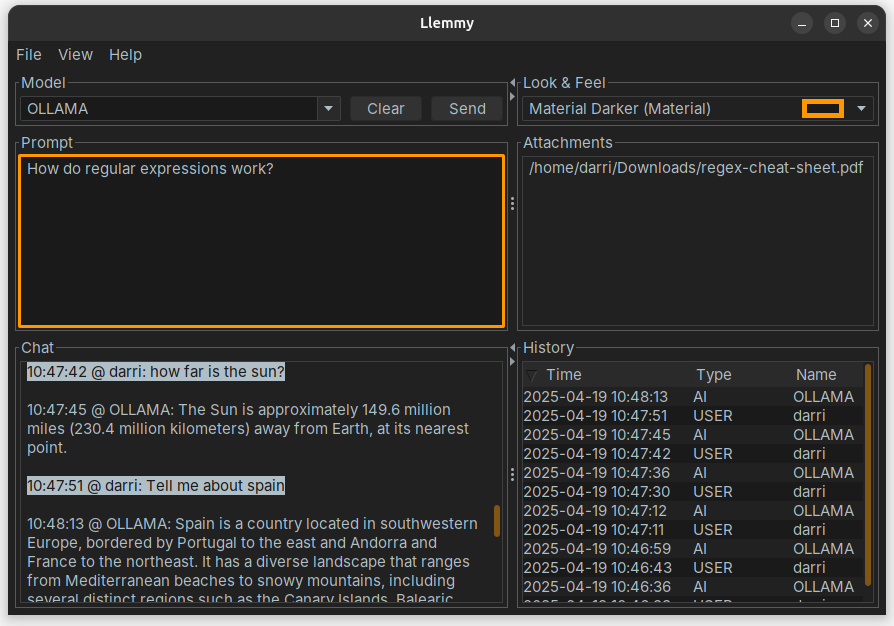 Llemmy
File View Help
Model
OLLAMA
Clear
Send
Look & Feel
Material Darker (Material)
Prompt
How do regular expressions work?
Attachments
/home/darri/Downloads/regex-cheat-sheet.pdf
Chat
10:47:42 @ darri: how far is the sun?
10:47:45 @ OLLAMA: The Sun is approximately 149.6 million
miles (230.4 million kilometers) away from Earth, at its nearest
point.
10:47:51 @ darri: Tell me about spain
10:48:13 @ OLLAMA: Spain is a country located in southwestern
Europe, bordered by Portugal to the east and Andorra and
France to the northeast. It has a diverse landscape that ranges
from Mediterranean beaches to snowy mountains, including
several distinct regions such as the Canary Islands, Balearic
History
Time Type Name
2025-04-19 10:48:13 AI OLLAMA
2025-04-19 10:47:51 USER darri
2025-04-19 10:47:45 AI OLLAMA
2025-04-19 10:47:42 USER darri
2025-04-19 10:47:36 AI OLLAMA
2025-04-19 10:47:30 USER darri
2025-04-19 10:47:12 AI OLLAMA
2025-04-19 10:47:11 USER darri
2025-04-19 10:46:59 AI OLLAMA
2025-04-19 10:46:43 USER darri
2025-04-19 10:46:36 AI OLLAMA